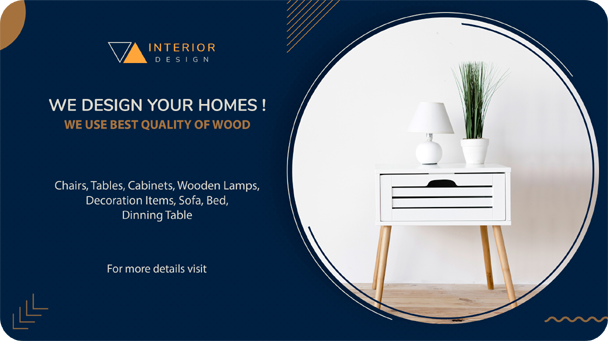 INTERIOR
DESIGN
WE DESIGN YOUR HOMES !
WE USE BEST QUALITY OF WOOD
Chairs, Tables, Cabinets, Wooden Lamps,
Decoration Items, Sofa, Bed,
Dinning Table
For more details visit